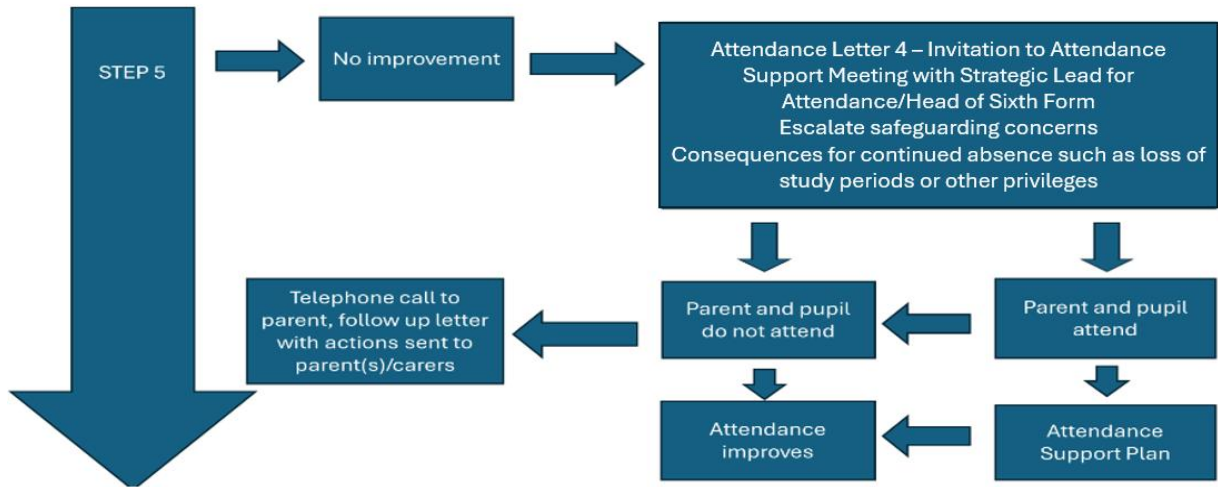 STEP 5
No improvement
Attendance Letter 4 – Invitation to Attendance
Support Meeting with Strategic Lead for
Attendance/Head of Sixth Form
Escalate safeguarding concerns
Consequences for continued absence such as loss of
study periods or other privileges
Telephone call to
parent, follow up letter
with actions sent to
parent(s)/carers
Parent and pupil
do not attend
Parent and pupil
attend
Attendance
improves
Attendance
Support Plan